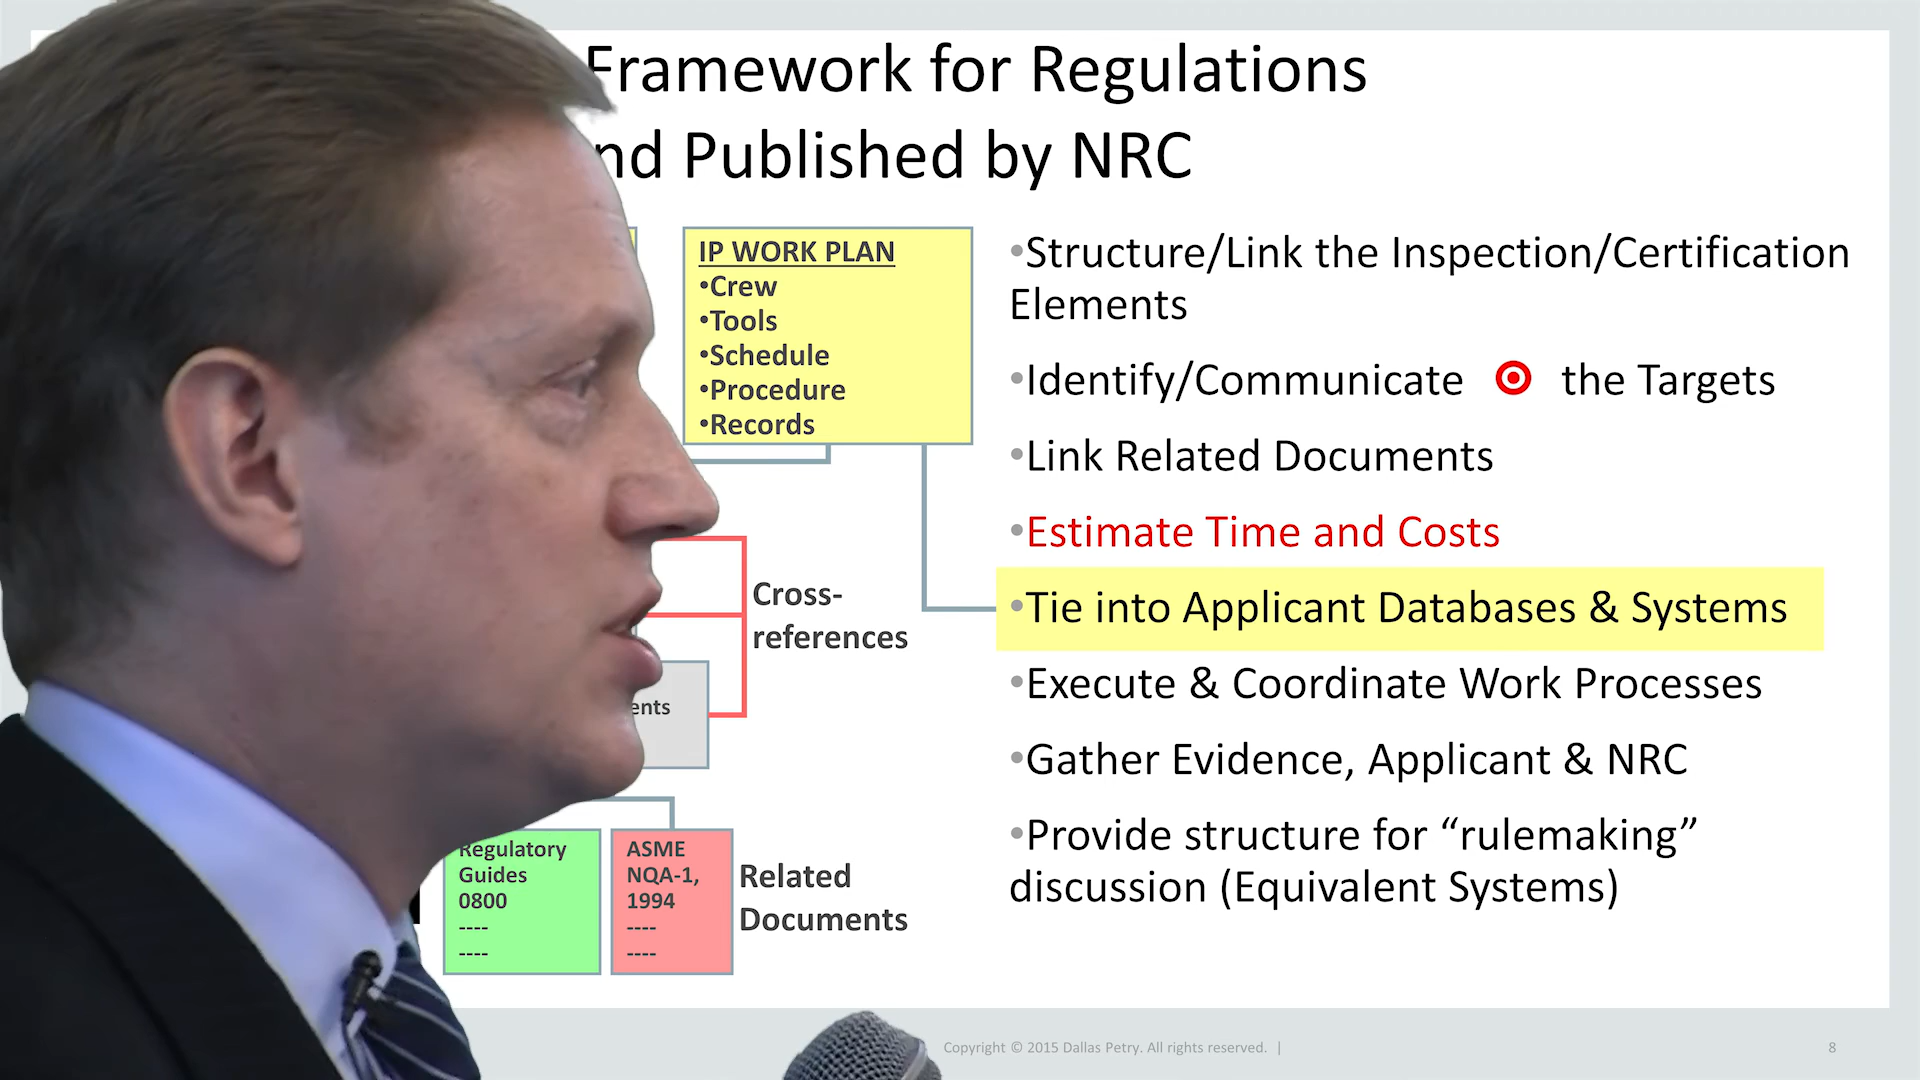 Framework for Regulations
nd Published by NRC
IP WORK PLAN
•Crew
•Tools
•Schedule
•Procedure
•Records
Cross-
references
ents
Regulatory
Guides
0800
----
----
ASME
NQA-1,
1994
----
----
Related
Documents
•Structure/Link the Inspection/Certification
Elements
•Identify/Communicate the Targets
•Link Related Documents
•Estimate Time and Costs
•Tie into Applicant Databases & Systems
•Execute & Coordinate Work Processes
•Gather Evidence, Applicant & NRC
•Provide structure for “rulemaking”
discussion (Equivalent Systems)
Copyright © 2015 Dallas Petry. All rights reserved. |
8